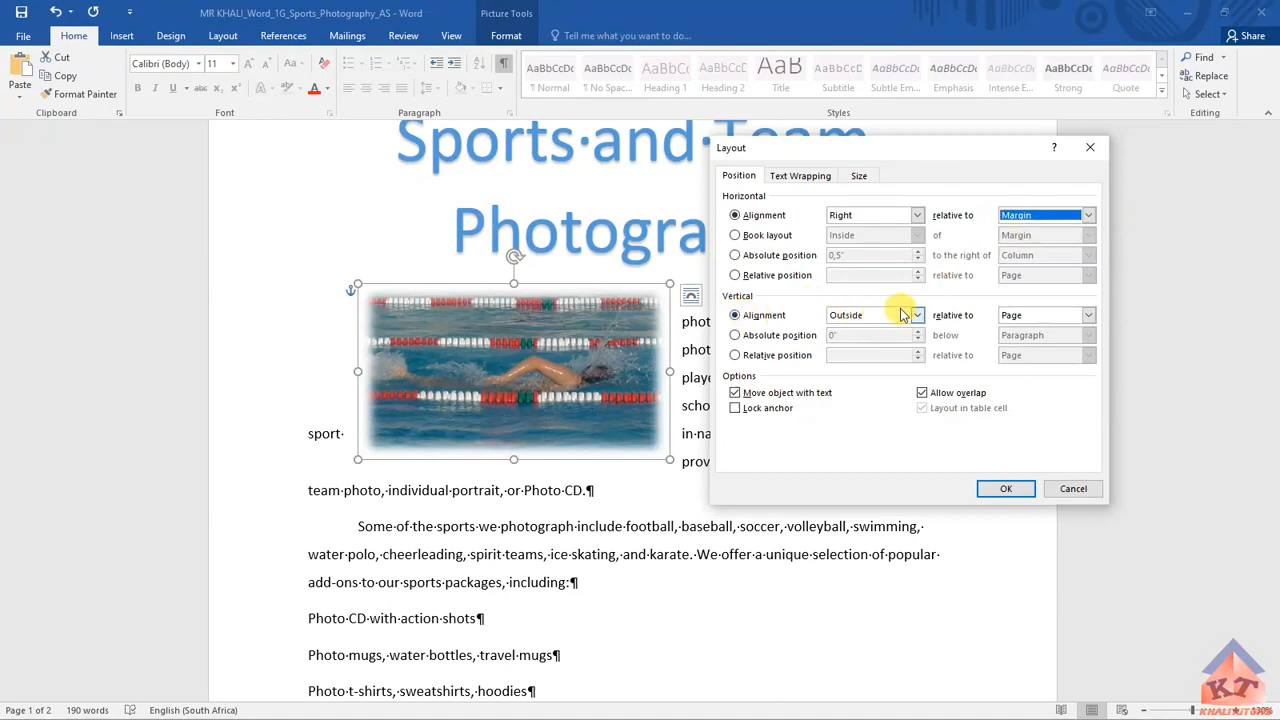 MR KHALI_Word_1G_Sports_Photography_AS - Word
Picture Tools
File Home Insert Design Layout References Mailings Review View Format Tell me what you want to do... Share
Paste
Cut
Copy
Format Painter
Calibri (Body) 11
B I U abc x₂ x² A
AaBbCcDc AaBbCcDc AaBbC AaBbCcD AaB AaBbCcD AaBbCcDc AaBbCcDc AaBbCcDc AaBbCcDc AaBbCcDc
¶ Normal ¶ No Spac... Heading 1 Heading 2 Title Subtitle Subtle Em... Emphasis Intense E... Strong Quote
Find
Replace
Select
Clipboard Font Paragraph Styles Editing
Sports·and·Team
Photogra
phot
phot
playe
scho
sport· in·na
prov
team·photo,·individual·portrait,·or·Photo·CD.¶
Some·of·the·sports·we·photograph·include·football,·baseball,·soccer,·volleyball,·swimming,·
water·polo,·cheerleading,·spirit·teams,·ice·skating,·and·karate.·We·offer·a·unique·selection·of·popular·
add-ons·to·our·sports·packages,·including:¶
Photo·CD·with·action·shots¶
Photo·mugs,·water·bottles,·travel·mugs¶
Photo·t-shirts,·sweatshirts,·hoodies¶
Layout ?
Position Text Wrapping Size
Horizontal
Alignment Right relative to Margin
Book layout Inside of Margin
Absolute position 0,5" to the right of Column
Relative position relative to Page
Vertical
Alignment Outside relative to Page
Absolute position 0" below Paragraph
Relative position relative to Page
Options
Move object with text Allow overlap
Lock anchor Layout in table cell
OK Cancel
KT
KHALITUTORS
Page 1 of 2 190 words English (South Africa)